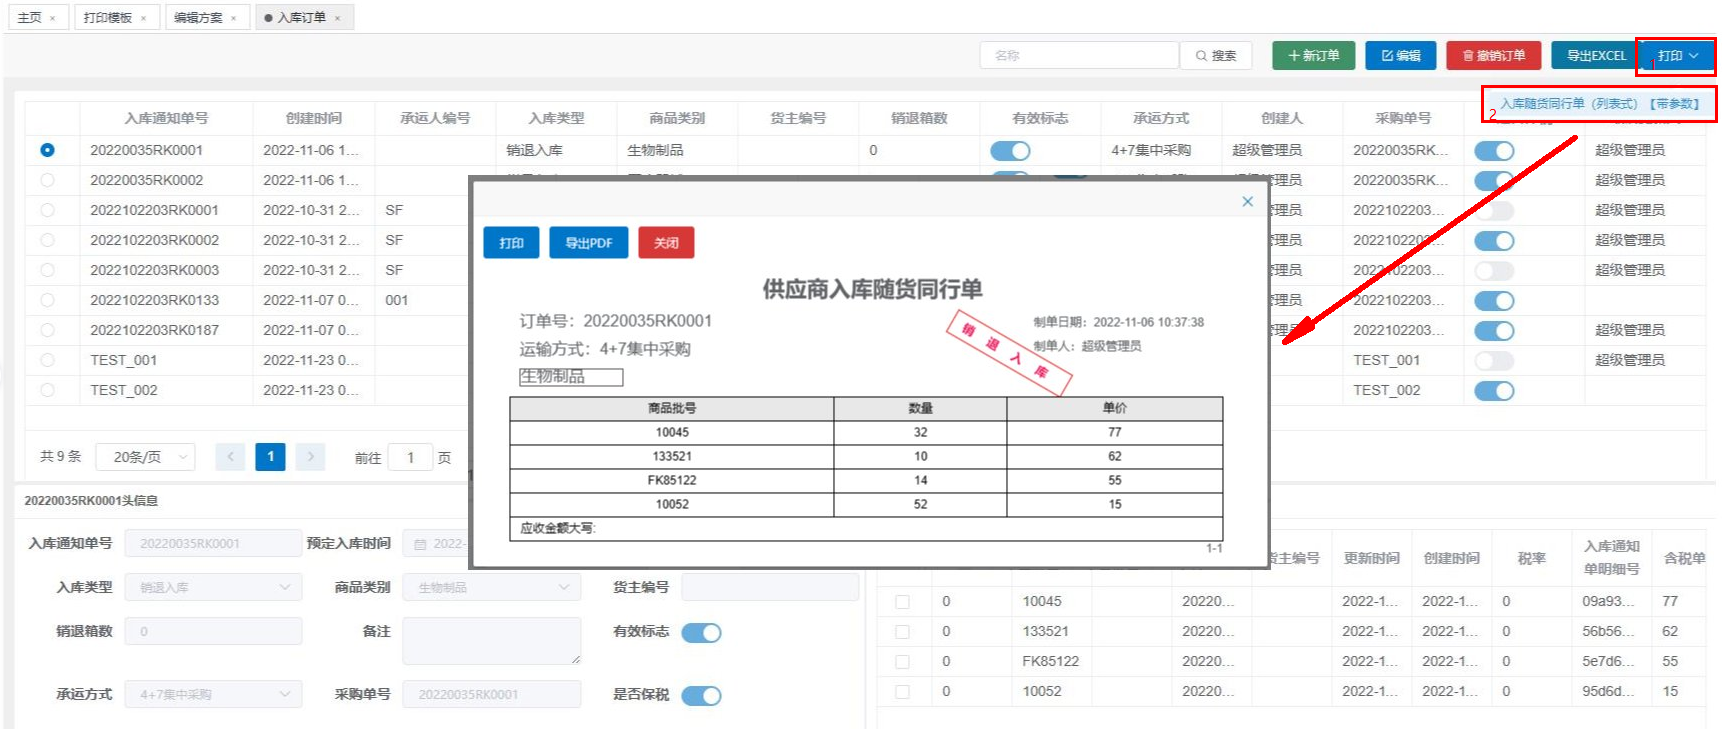 主页 × 打印模板 × 编辑方案 × ● 入库订单 ×
名称 搜索 + 新订单 编辑 撤销订单 导出EXCEL 打印
1
入库随货同行单（列表式）【带参数】
2
入库通知单号 创建时间 承运人编号 入库类型 商品类别 货主编号 销退箱数 有效标志 承运方式 创建人 采购单号
20220035RK0001 2022-11-06 1... 销退入库 生物制品 0 4+7集中采购 超级管理员 20220035RK... 超级管理员
20220035RK0002 2022-11-06 1... 管理员 20220035RK... 超级管理员
2022102203RK0001 2022-10-31 2... SF 管理员 2022102203... 超级管理员
2022102203RK0002 2022-10-31 2... SF 管理员 2022102203... 超级管理员
2022102203RK0003 2022-10-31 2... SF 管理员 2022102203... 超级管理员
2022102203RK0133 2022-11-07 0... 001 管理员 2022102203...
2022102203RK0187 2022-11-07 0... 管理员 2022102203... 超级管理员
TEST_001 2022-11-23 0... TEST_001 超级管理员
TEST_002 2022-11-23 0... TEST_002
共 9 条 20条/页 < 1 > 前往 1 页
×
打印 导出PDF 关闭
供应商入库随货同行单
订单号：20220035RK0001
运输方式：4+7集中采购
生物制品
销退入库
制单日期：2022-11-06 10:37:38
制单人：超级管理员
商品批号 数量 单价
10045 32 77
133521 10 62
FK85122 14 55
10052 52 15
应收金额大写:
1-1
20220035RK0001头信息
入库通知单号 20220035RK0001 预定入库时间 2022-
入库类型 销退入库 商品类别 生物制品 货主编号
销退箱数 0 备注 有效标志
承运方式 4+7集中采购 采购单号 20220035RK0001 是否保税
货主编号 更新时间 创建时间 税率 入库通知单明细号 含税单
0 10045 20220... 2022-1... 2022-1... 0 09a93... 77
0 133521 20220... 2022-1... 2022-1... 0 56b56... 62
0 FK85122 20220... 2022-1... 2022-1... 0 5e7d6... 55
0 10052 20220... 2022-1... 2022-1... 0 95d6d... 15